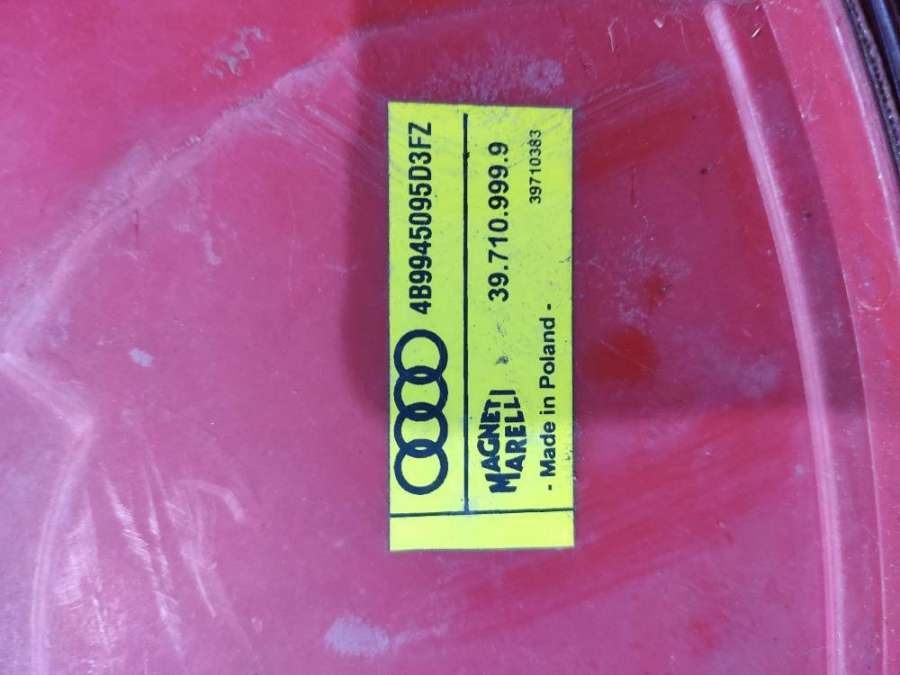 4B9945095D3FZ
MAGNETI
MARELLI
39.710.999.9
- Made in Poland -
39710383